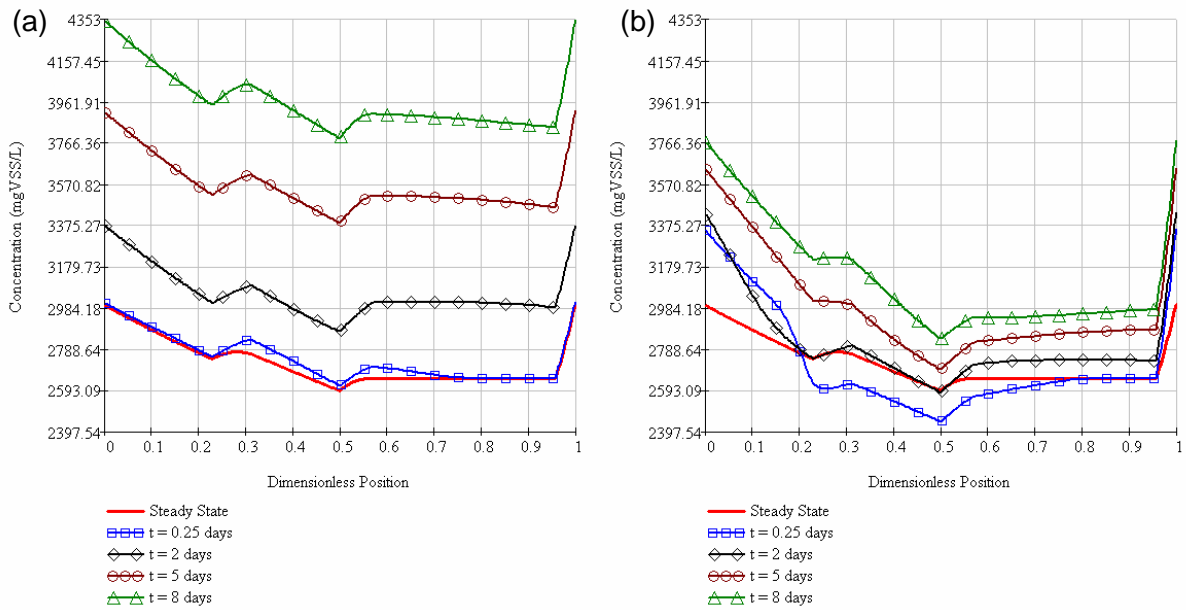 (a)
4353
4157.45
3961.91
3766.36
3570.82
3375.27
3179.73
2984.18
2788.64
2593.09
2397.54
Concentration (mgVSS/L)
0 0.1 0.2 0.3 0.4 0.5 0.6 0.7 0.8 0.9 1
Dimensionless Position
Steady State
t = 0.25 days
t = 2 days
t = 5 days
t = 8 days
(b)
4353
4157.45
3961.91
3766.36
3570.82
3375.27
3179.73
2984.18
2788.64
2593.09
2397.54
Concentration (mgVSS/L)
0 0.1 0.2 0.3 0.4 0.5 0.6 0.7 0.8 0.9 1
Dimensionless Position
Steady State
t = 0.25 days
t = 2 days
t = 5 days
t = 8 days